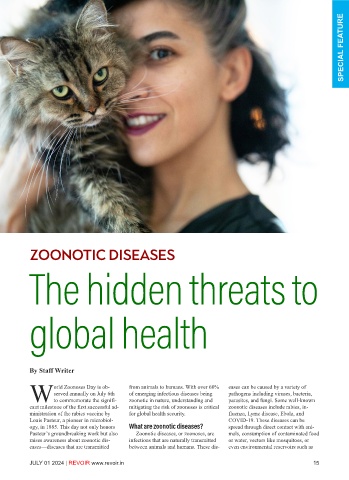 SPECIAL FEATURE
ZOONOTIC DISEASES
The hidden threats to
global health
By Staff Writer
World Zoonoses Day is ob-
served annually on July 6th
to commemorate the signifi-
cant milestone of the first successful ad-
ministration of the rabies vaccine by
Louis Pasteur, a pioneer in microbiol-
ogy, in 1885. This day not only honors
Pasteur's groundbreaking work but also
raises awareness about zoonotic dis-
eases—diseases that are transmitted
from animals to humans. With over 60%
of emerging infectious diseases being
zoonotic in nature, understanding and
mitigating the risk of zoonoses is critical
for global health security.
What are zoonotic diseases?
Zoonotic diseases, or zoonoses, are
infections that are naturally transmitted
between animals and humans. These dis-
eases can be caused by a variety of
pathogens including viruses, bacteria,
parasites, and fungi. Some well-known
zoonotic diseases include rabies, in-
fluenza, Lyme disease, Ebola, and
COVID-19. These diseases can be
spread through direct contact with ani-
mals, consumption of contaminated food
or water, vectors like mosquitoes, or
even environmental reservoirs such as
JULY 01 2024 | REVOIR www.revoir.in
15